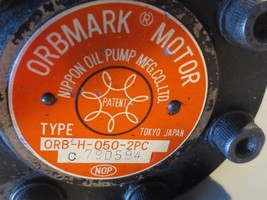 ORBMARK ® MOTOR
NIPPON OIL PUMP MFG.CO.,LTD.
PATENT
TYPE
TOKYO JAPAN
ORB-H-050-2PC
C 790594
NOP